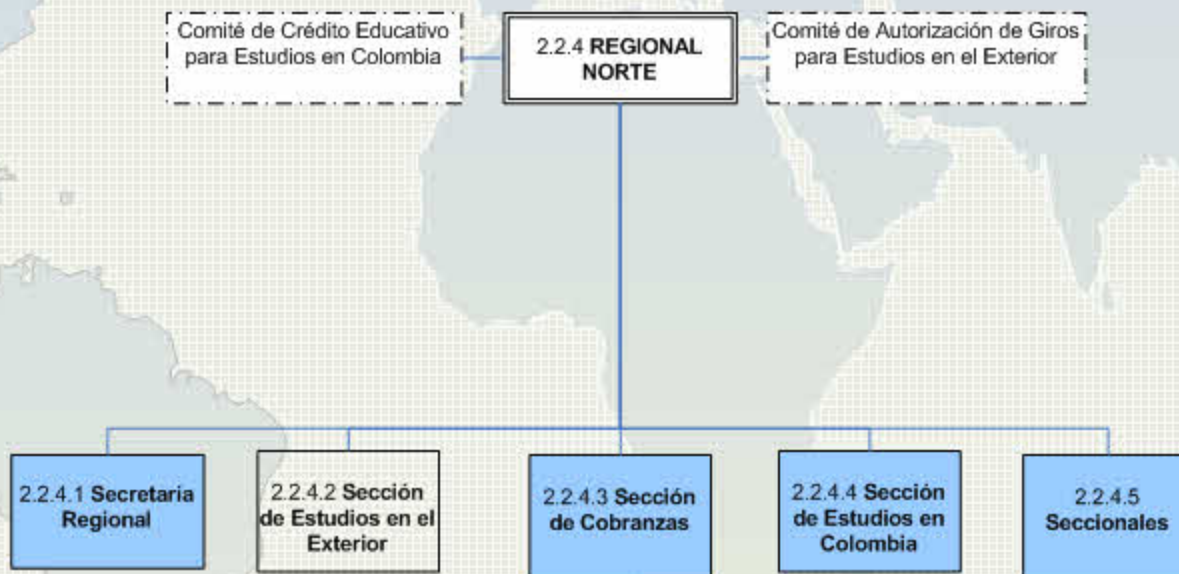 Comité de Crédito Educativo
para Estudios en Colombia
2.2.4 REGIONAL
NORTE
Comité de Autorización de Giros
para Estudios en el Exterior
2.2.4.1 Secretaria
Regional
2.2.4.2 Sección
de Estudios en el
Exterior
2.2.4.3 Sección
de Cobranzas
2.2.4.4 Sección
de Estudios en
Colombia
2.2.4.5
Seccionales